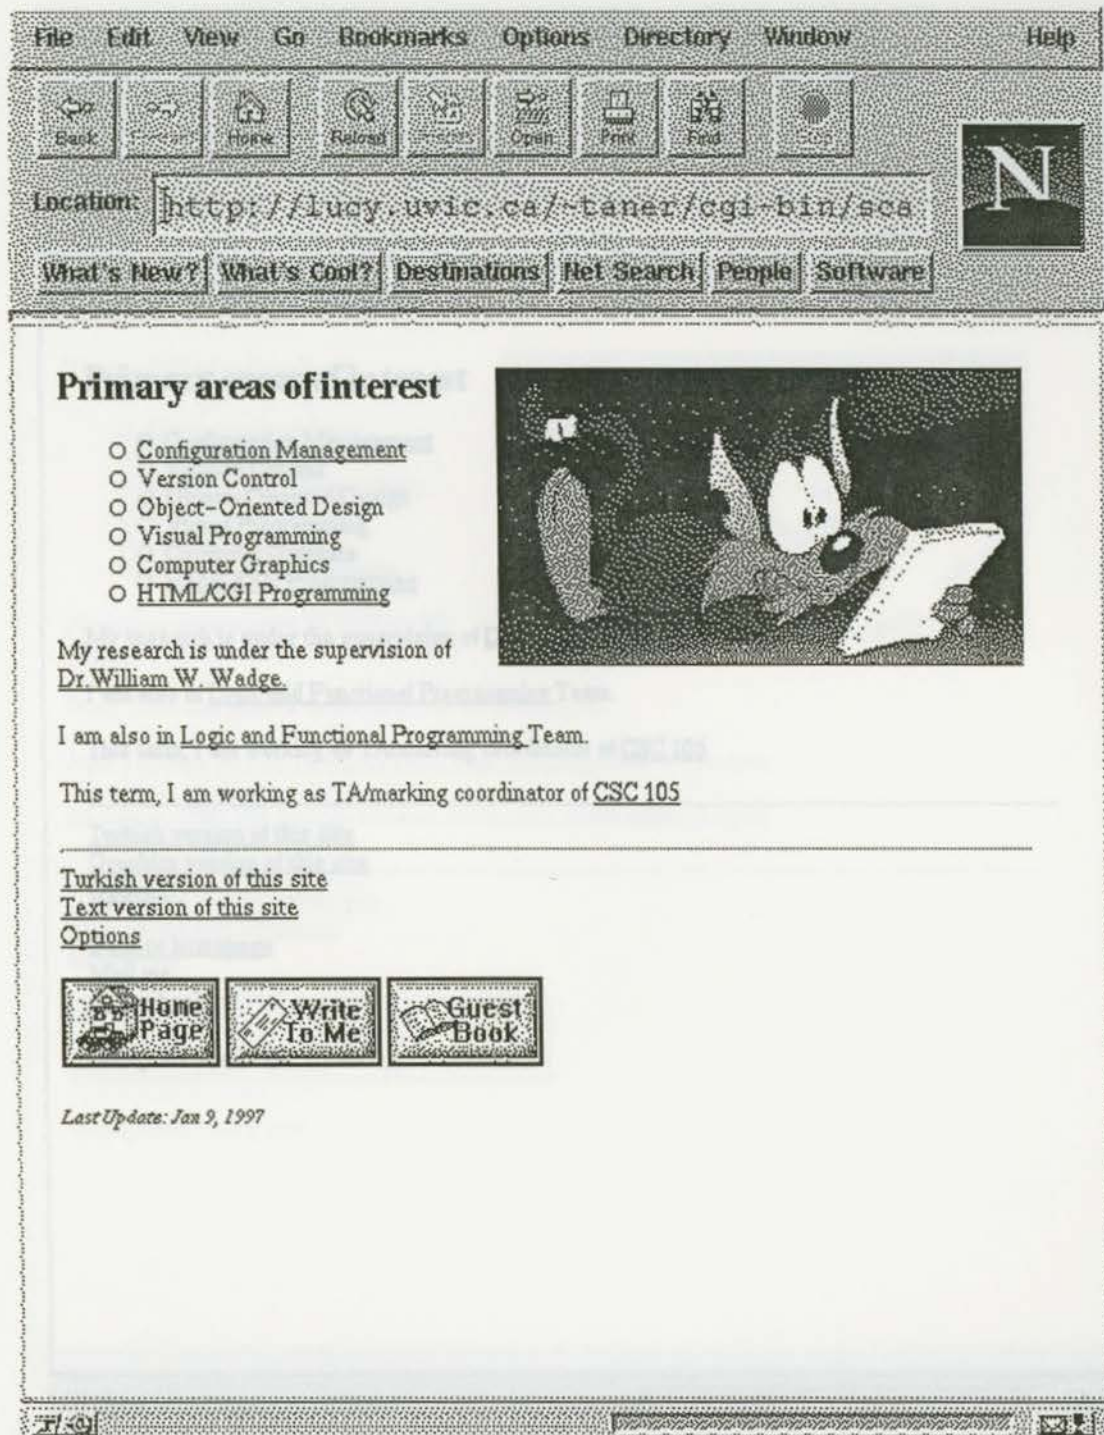 File Edit View Go Bookmarks Options Directory Window Help
Back Home Reload Open Print Find Stop
N
Location: http://lucy.uvic.ca/~taner/cgi-bin/sca
What's New? What's Cool? Destinations Net Search People Software
Primary areas of interest
Configuration Management
Version Control
Object-Oriented Design
Visual Programming
Computer Graphics
HTML/CGI Programming
My research is under the supervision of
Dr.William W. Wadge.
I am also in Logic and Functional Programming Team.
This term, I am working as TA/marking coordinator of CSC 105
Turkish version of this site
Text version of this site
Options
Home Page
Write To Me
Guest Book
Last Update: Jan 9, 1997